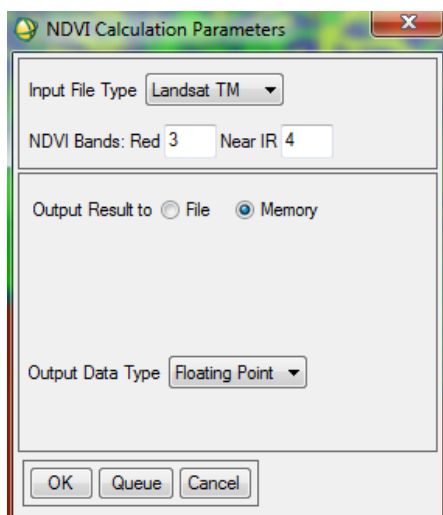 NDVI Calculation Parameters
Input File Type Landsat TM
NDVI Bands: Red 3 Near IR 4
Output Result to File Memory
Output Data Type Floating Point
OK Queue Cancel